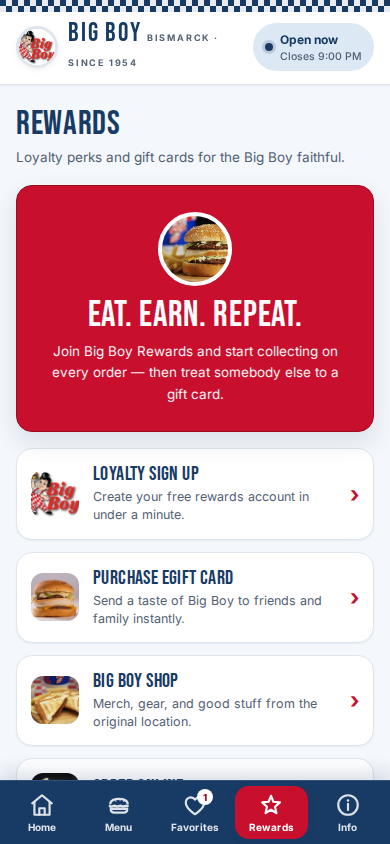 BIG BOY BISMARCK ·
SINCE 1954
Open now
Closes 9:00 PM
REWARDS
Loyalty perks and gift cards for the Big Boy faithful.
EAT. EARN. REPEAT.
Join Big Boy Rewards and start collecting on
every order — then treat somebody else to a
gift card.
Big Boy
LOYALTY SIGN UP
Create your free rewards account in
under a minute.
›
PURCHASE EGIFT CARD
Send a taste of Big Boy to friends and
family instantly.
›
BIG BOY SHOP
Merch, gear, and good stuff from the
original location.
›
1
Home
Menu
Favorites
Rewards
Info